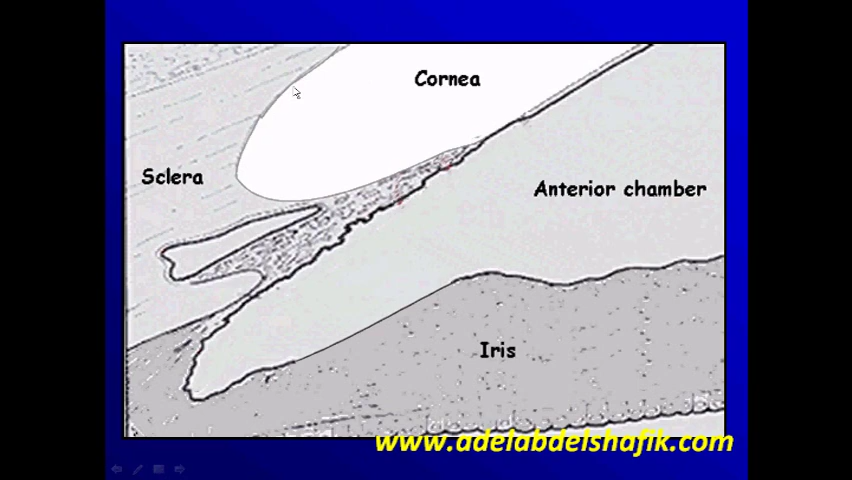 Cornea
Sclera
Anterior chamber
Iris
www.adelabdelshafik.com